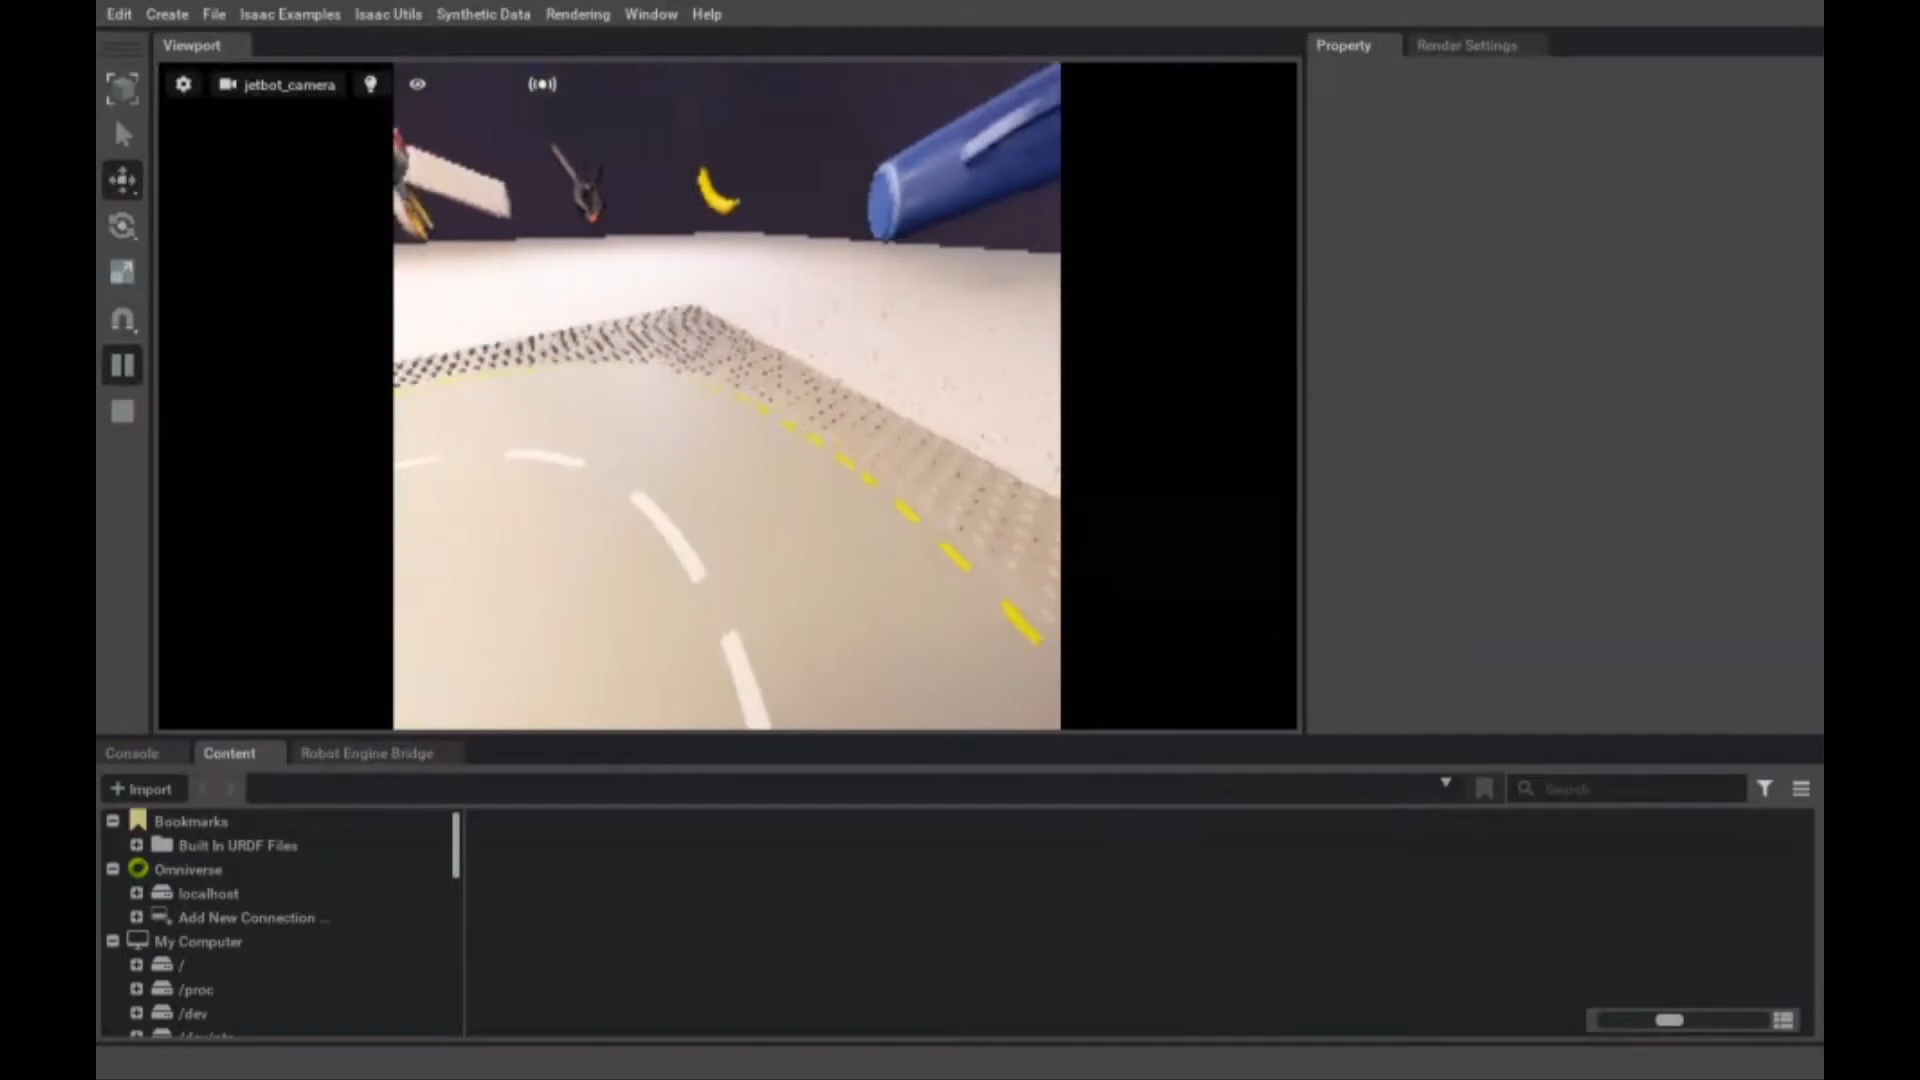 Edit Create File Isaac Examples Isaac Utils Synthetic Data Rendering Window Help
Viewport
Property Render Settings
jetbot_camera
Console Content Robot Engine Bridge
+ Import
Search
Bookmarks
Built In URDF Files
Omniverse
localhost
Add New Connection ...
My Computer
/
/proc
/dev